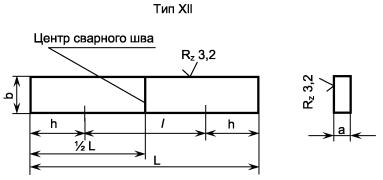 Тип XII
Центр сварного шва
Rz 3,2
Rz 3,2
b
h
l
h
½ L
L
a